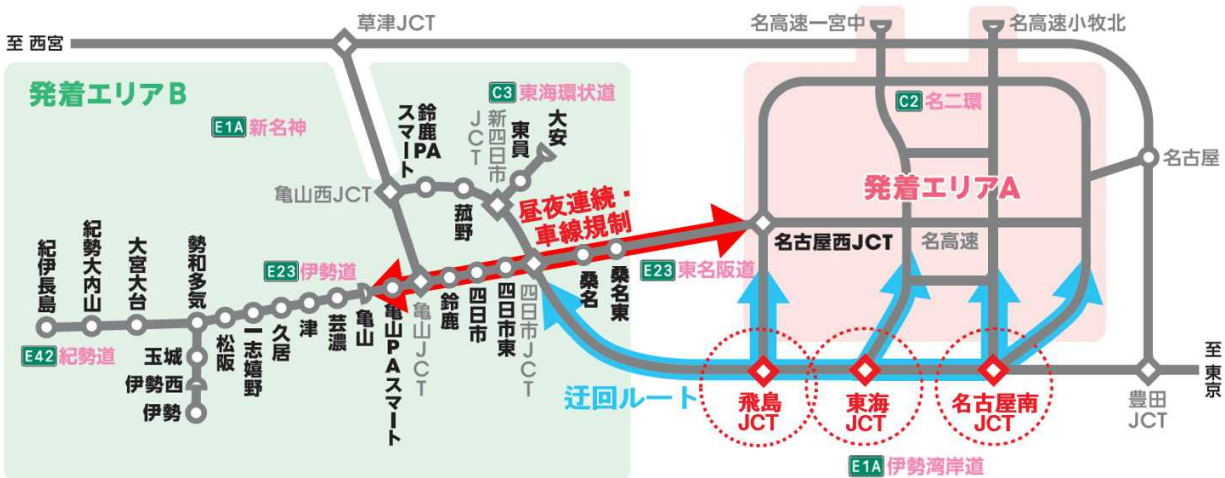 草津JCT
名高速一宮中
名高速小牧北
至 西宮
発着エリアB
C3 東海環状道
C2 名二環
E1A 新名神
鈴鹿PA
スマート
新四日市
JCT
東員
大安
名古屋
亀山西JCT
菰野
発着エリアA
昼夜連続・
車線規制
名古屋西JCT
名高速
紀伊長島
紀勢大内山
大宮大台
勢和多気
E23 伊勢道
桑名
桑名東
E23 東名阪道
松阪
一志嬉野
久居
津
芸濃
亀山
亀山PAスマート
亀山JCT
鈴鹿
四日市
四日市東
四日市JCT
E42 紀勢道
玉城
伊勢西
伊勢
迂回ルート
飛島
JCT
東海
JCT
名古屋南
JCT
豊田
JCT
至 東京
E1A 伊勢湾岸道